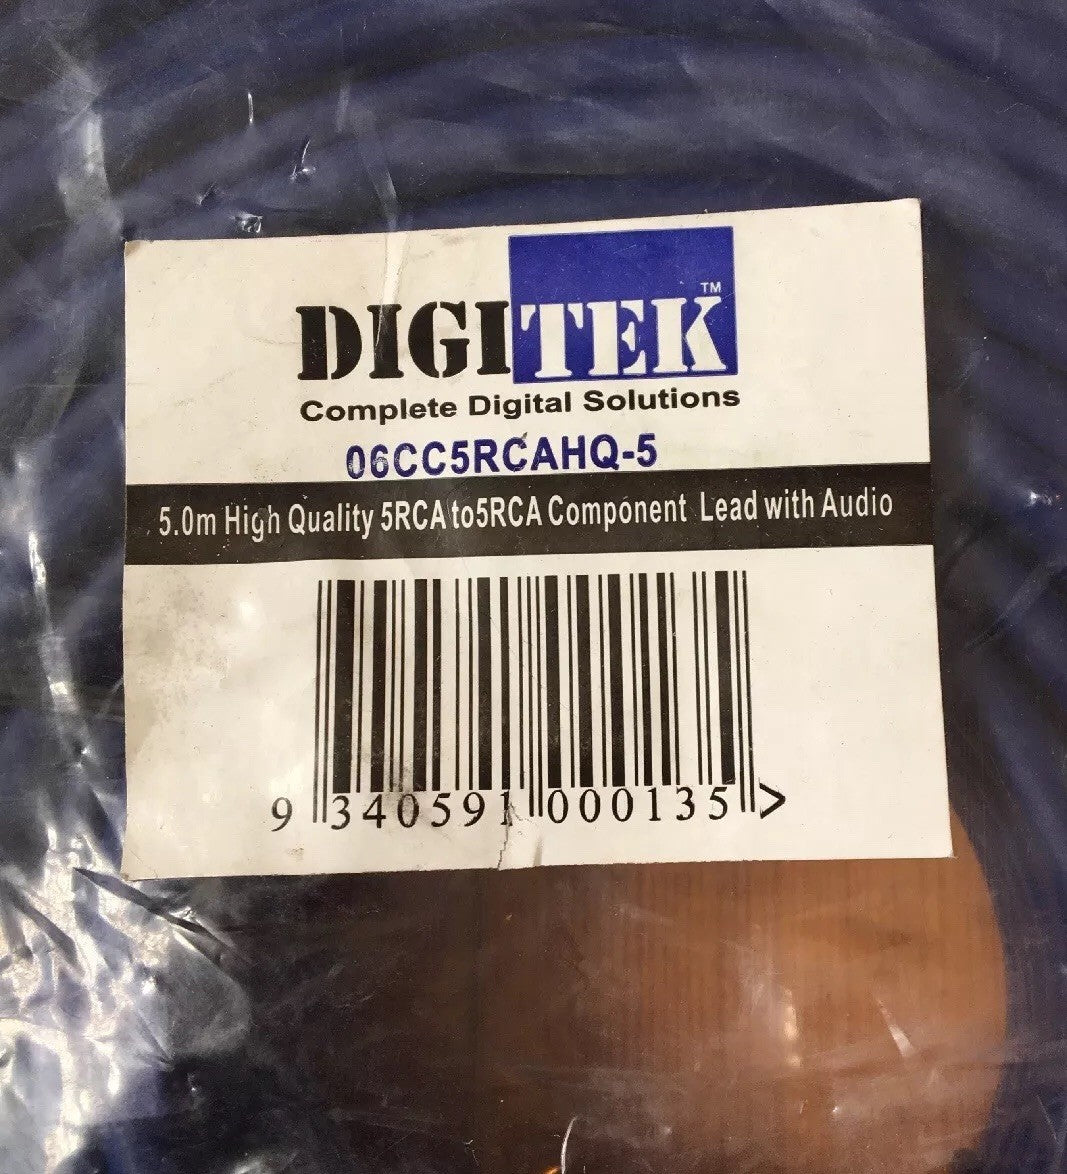 DIGITEK™
Complete Digital Solutions
06CC5RCAHQ-5
5.0m High Quality 5RCA to5RCA Component Lead with Audio
9 340591 000135 >